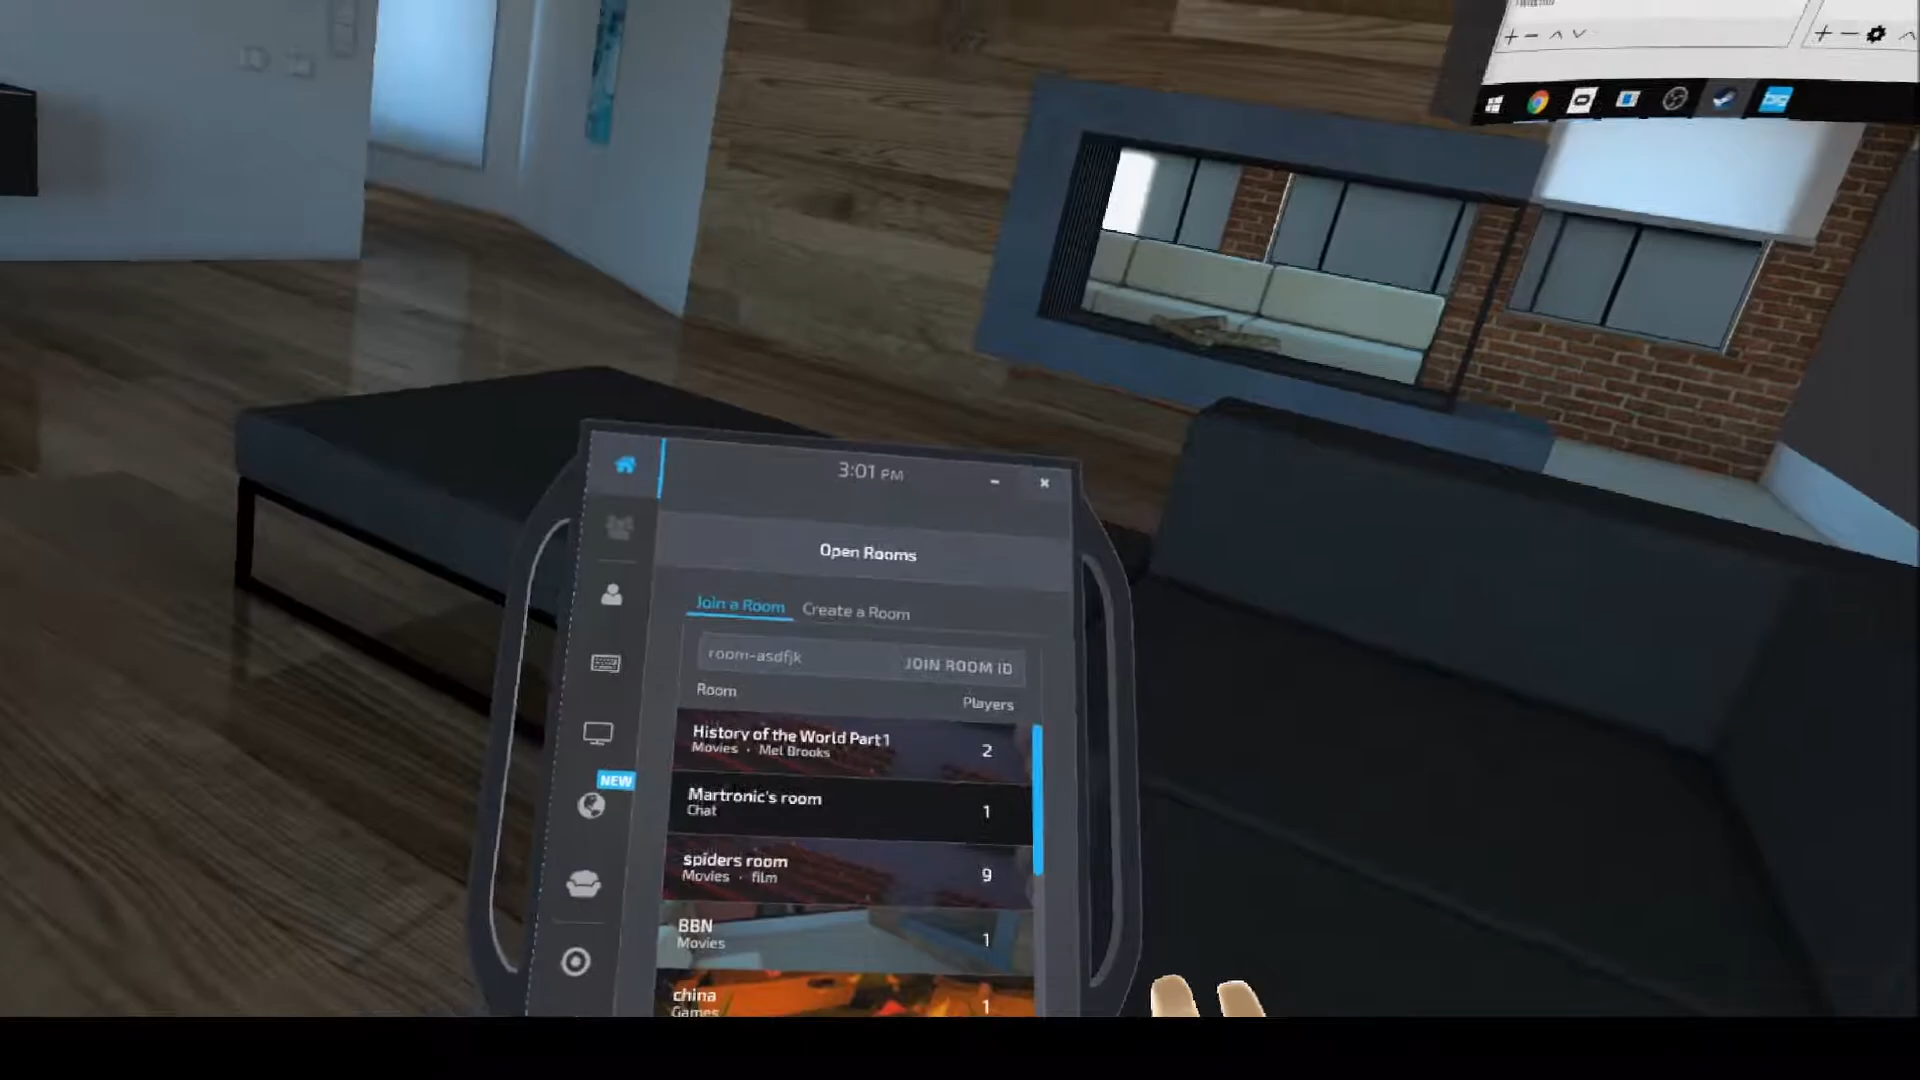 3:01 PM
Open Rooms
Join a Room Create a Room
room-asdfjk JOIN ROOM ID
Room Players
History of the World Part 1
Movies · Mel Brooks 2
Martronic's room
Chat 1
spiders room
Movies · film 9
NEW
BBN
Movies 1
china
Games 1